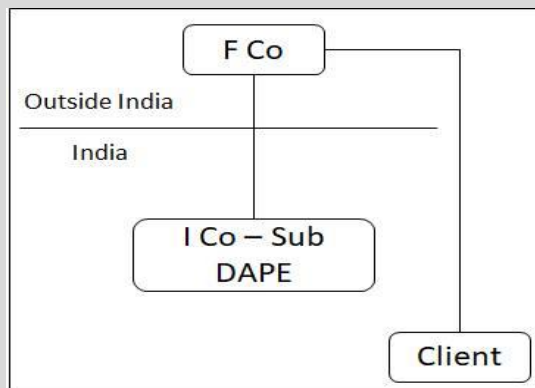 F Co
Outside India
India
I Co – Sub
DAPE
Client